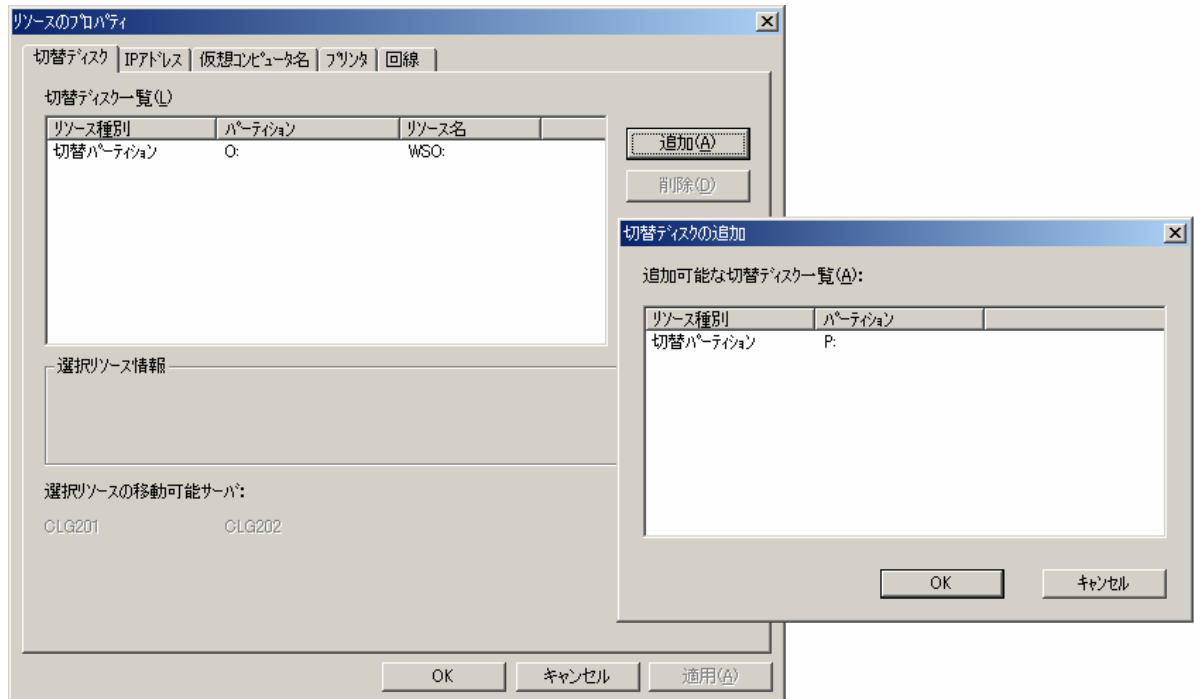 リソースのプロパティ
切替ディスク IPアドレス 仮想コンピュータ名 プリンタ 回線
切替ディスク一覧(L)
リソース種別 パーティション リソース名
切替パーティション O: WSO:
追加(A)
削除(D)
選択リソース情報
選択リソースの移動可能サーバ:
CLG201 CLG202
OK キャンセル 適用(A)
切替ディスクの追加
追加可能な切替ディスク一覧(A):
リソース種別 パーティション
切替パーティション P:
OK キャンセル